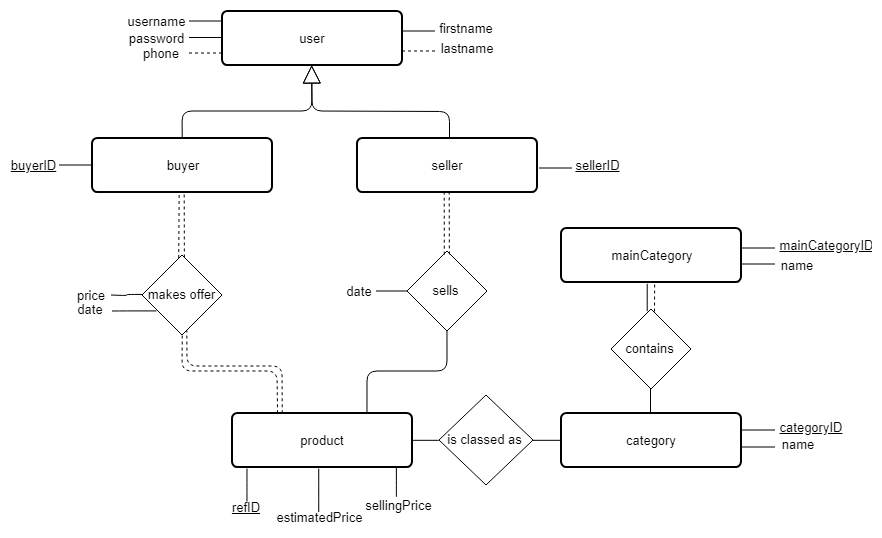 username
password
phone
user
firstname
lastname
buyerID
buyer
seller
sellerID
mainCategory
mainCategoryID
name
price
date
makes offer
date
sells
contains
product
is classed as
category
categoryID
name
refID
estimatedPrice
sellingPrice